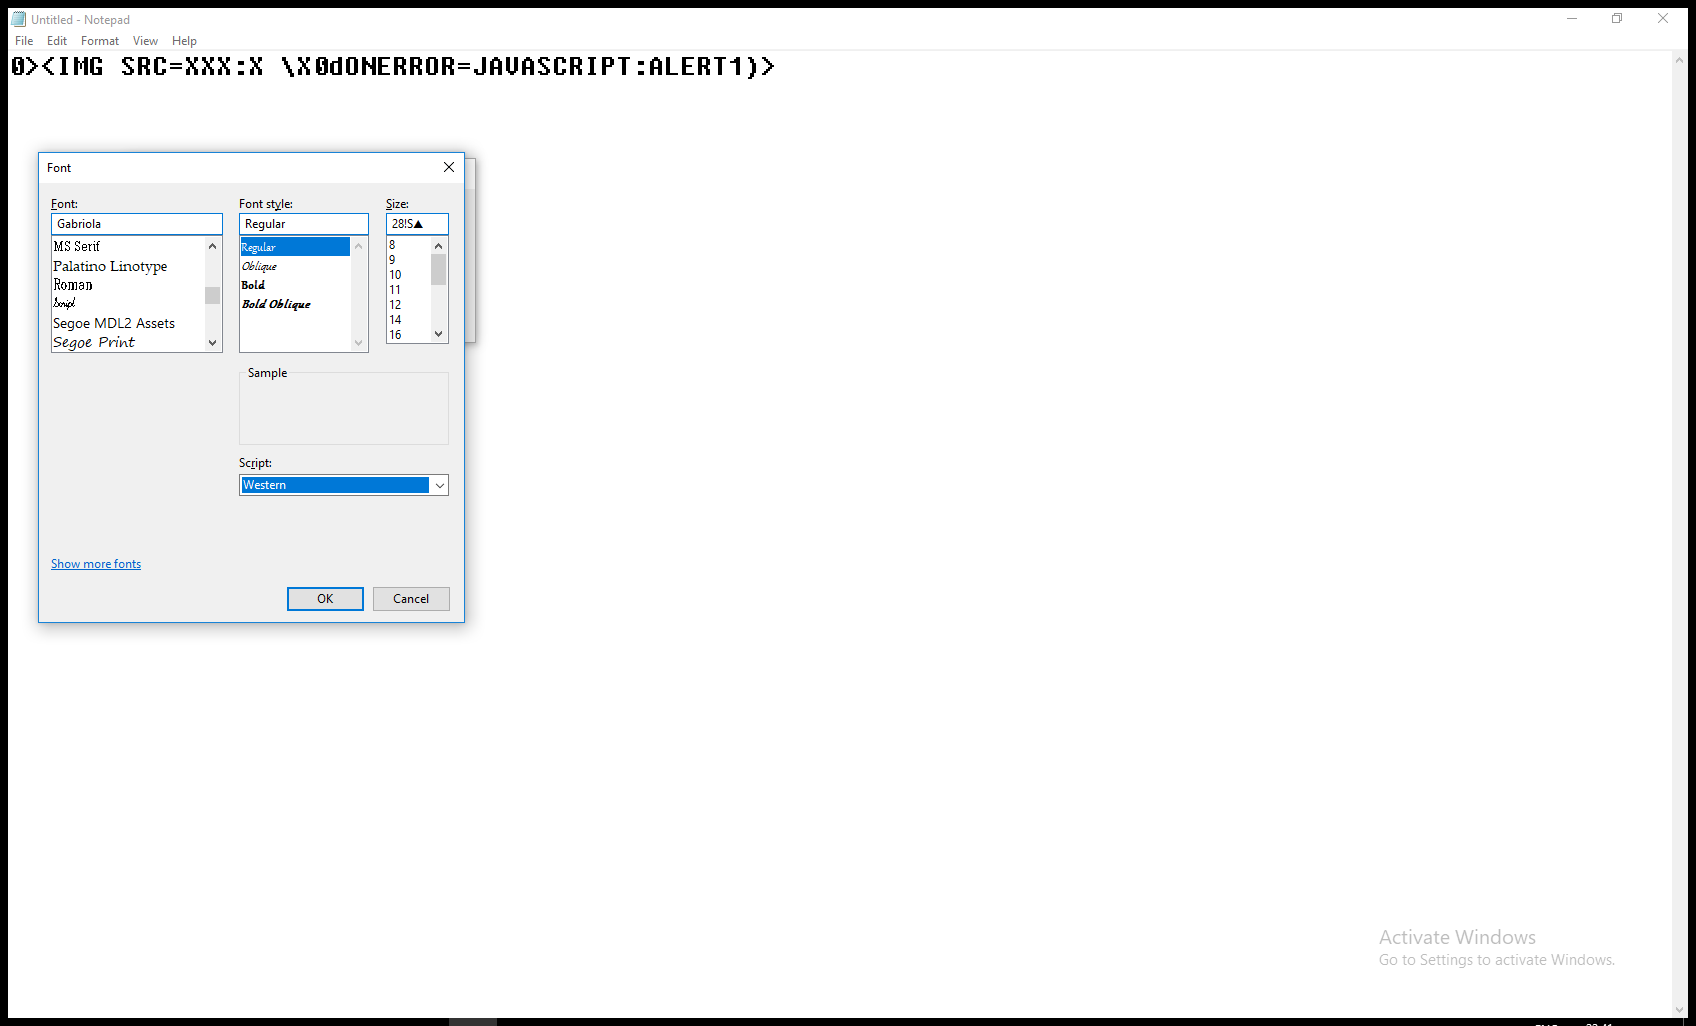 Untitled - Notepad
File Edit Format View Help
0><IMG SRC=XXX:X \X0dONERROR=JAVASCRIPT:ALERT1)>
Font
Font: Font style: Size:
Gabriola Regular 28!S▲
MS Serif
Palatino Linotype
Roman
Script
Segoe MDL2 Assets
Segoe Print
Regular
Oblique
Bold
Bold Oblique
8
9
10
11
12
14
16
Sample
Script:
Western
Show more fonts
OK Cancel
Activate Windows
Go to Settings to activate Windows.